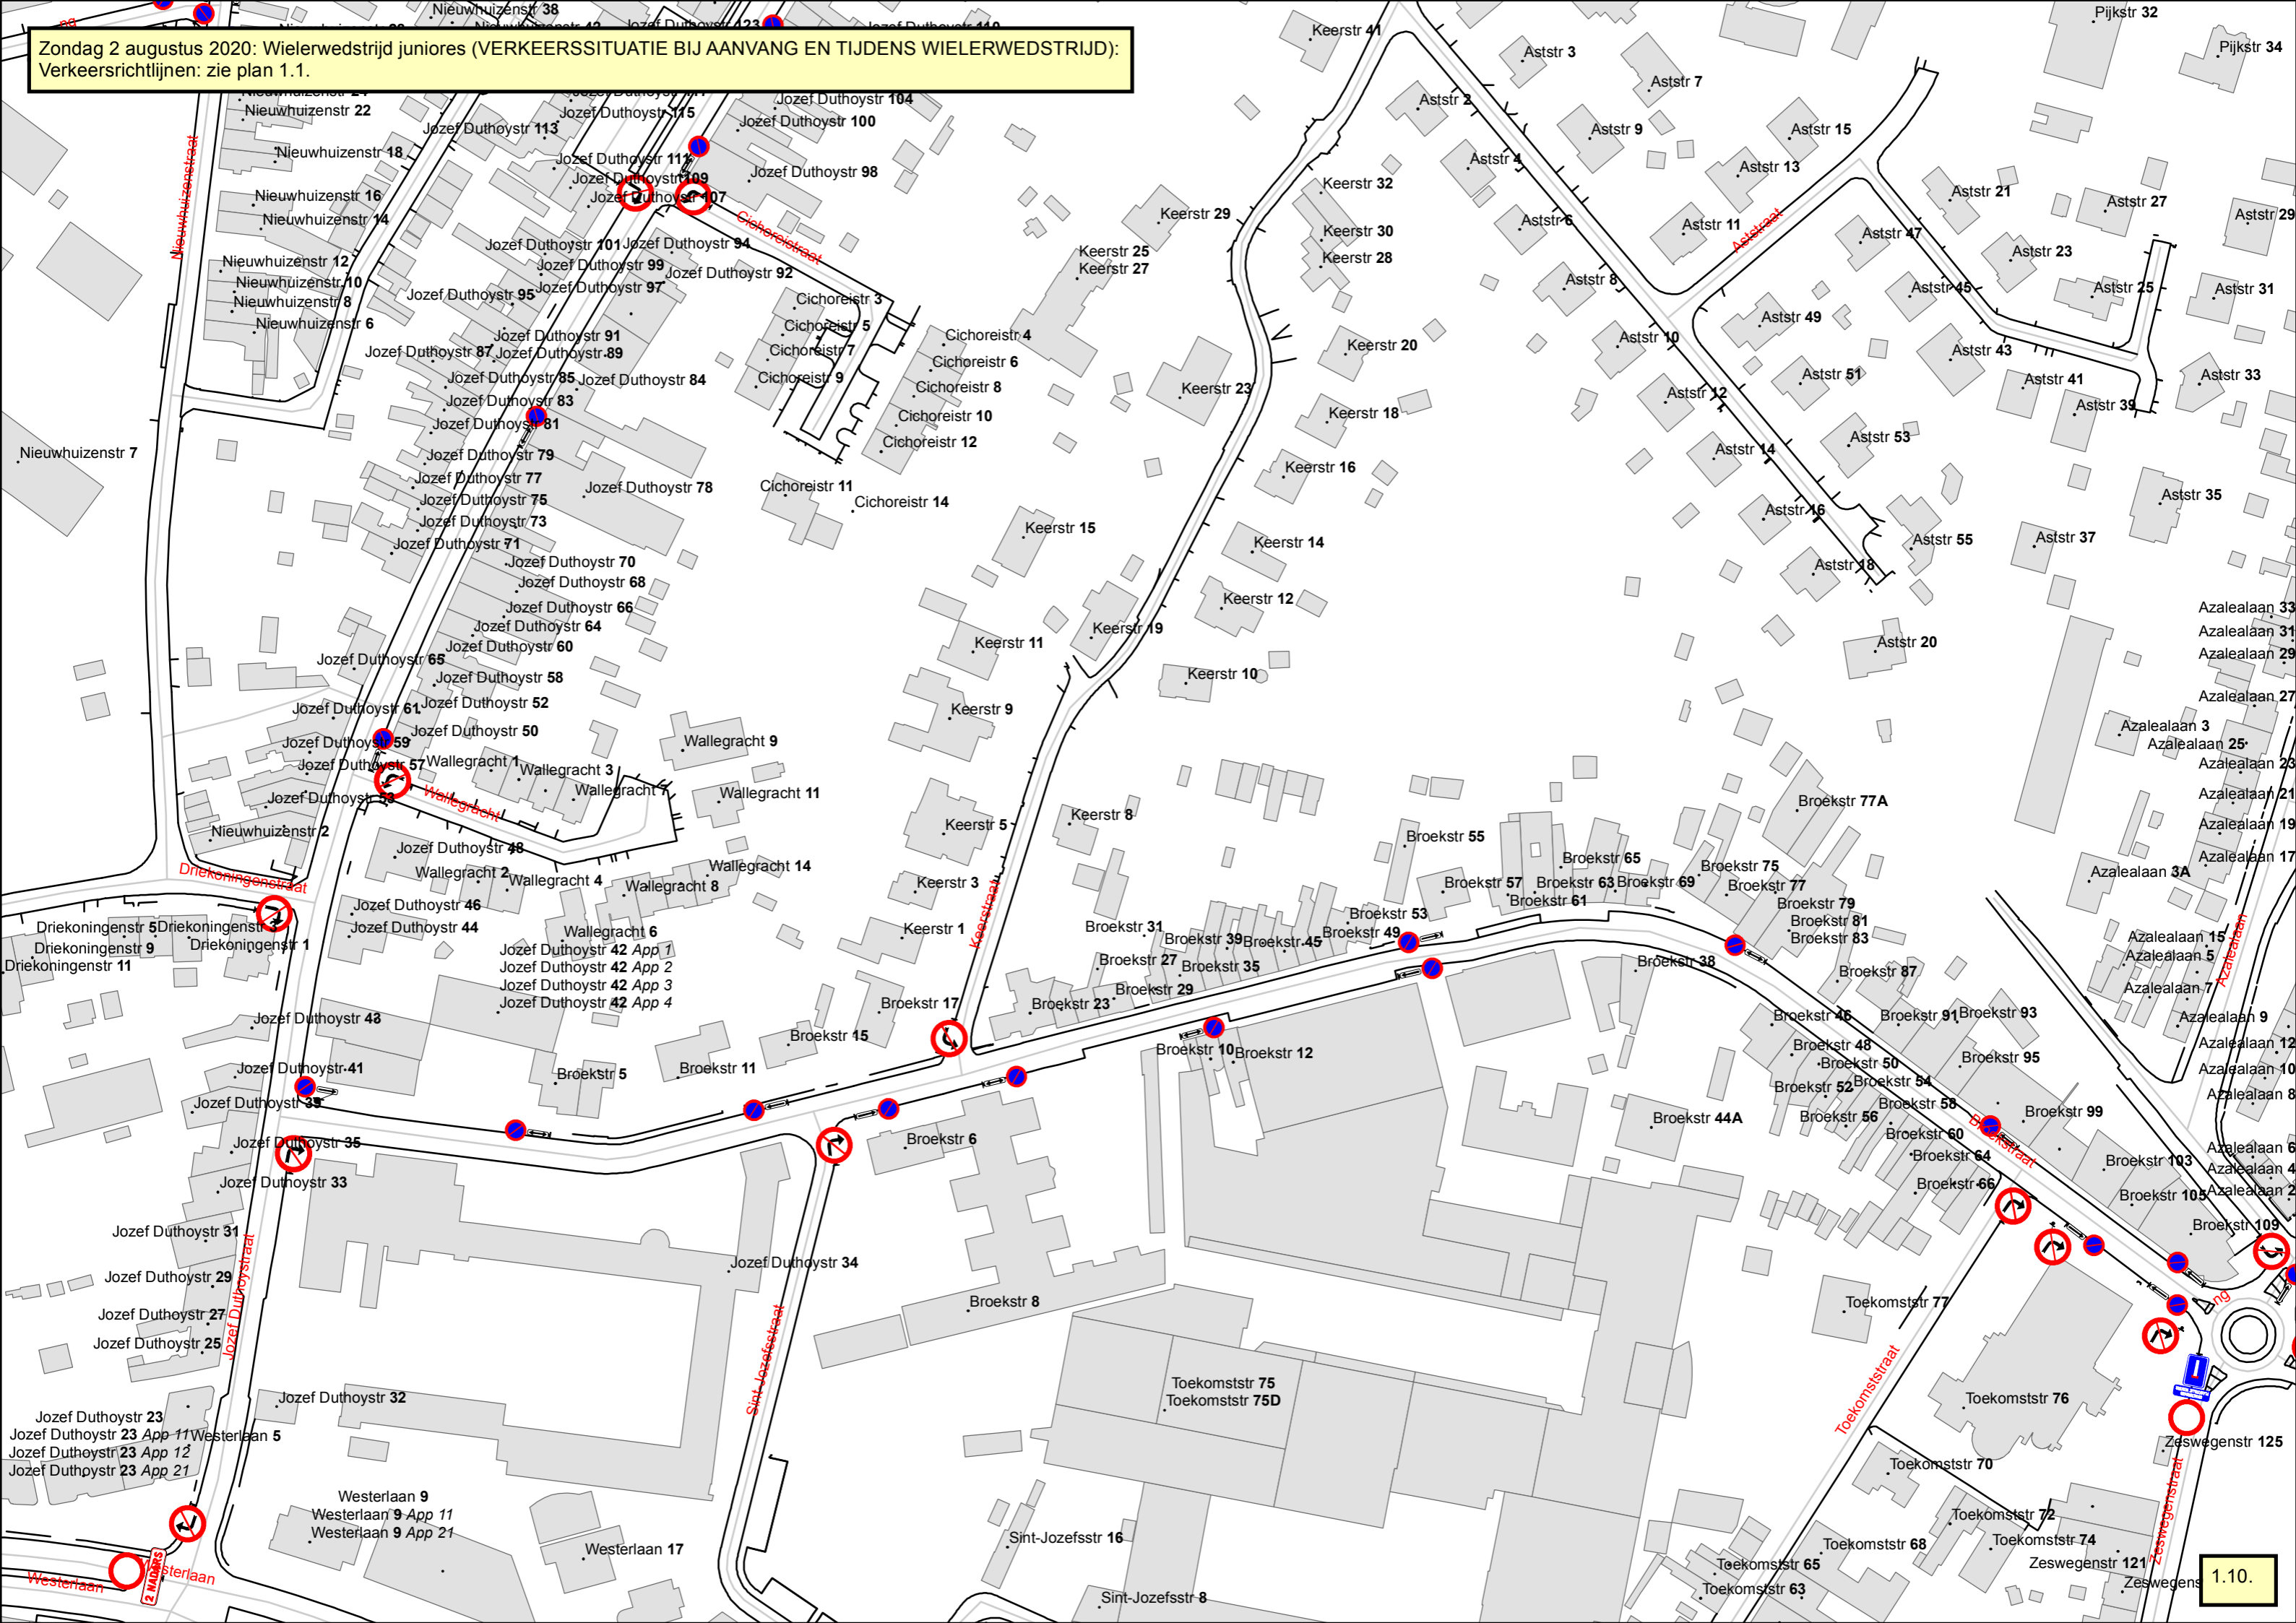 Nieuwhuizenstr 38
Zondag 2 augustus 2020: Wielerwedstrijd juniores (VERKEERSSITUATIE BIJ AANVANG EN TIJDENS WIELERWEDSTRIJD):
Verkeersrichtlijnen: zie plan 1.1.
Keerstr 41
Aststr 3
Aststr 7
Pijkstr 32
Pijkstr 34
Nieuwhuizenstr 22
Jozef Duthoystr 113
Jozef Duthoystr 115
Jozef Duthoystr 104
Jozef Duthoystr 100
Aststr 2
Aststr 9
Aststr 15
Nieuwhuizenstr 18
Jozef Duthoystr 111
Jozef Duthoystr 109
Jozef Duthoystr 107
Jozef Duthoystr 98
Aststr 4
Aststr 13
Nieuwhuizenstraat
Nieuwhuizenstr 16
Nieuwhuizenstr 14
Cichoreistraat
Keerstr 29
Keerstr 32
Keerstr 30
Keerstr 28
Aststr 6
Aststr 11
Aststraat
Aststr 21
Aststr 27
Aststr 29
Nieuwhuizenstr 12
Nieuwhuizenstr 10
Nieuwhuizenstr 8
Nieuwhuizenstr 6
Jozef Duthoystr 101
Jozef Duthoystr 94
Jozef Duthoystr 99
Jozef Duthoystr 92
Jozef Duthoystr 97
Jozef Duthoystr 95
Keerstr 25
Keerstr 27
Aststr 8
Aststr 47
Aststr 23
Aststr 45
Aststr 25
Aststr 31
Cichoreistr 3
Cichoreistr 5
Cichoreistr 7
Cichoreistr 9
Cichoreistr 4
Cichoreistr 6
Cichoreistr 8
Cichoreistr 10
Cichoreistr 12
Jozef Duthoystr 91
Jozef Duthoystr 89
Jozef Duthoystr 87
Jozef Duthoystr 85
Jozef Duthoystr 84
Jozef Duthoystr 83
Jozef Duthoystr 81
Keerstr 23
Keerstr 20
Keerstr 18
Aststr 10
Aststr 49
Aststr 12
Aststr 51
Aststr 43
Aststr 41
Aststr 39
Aststr 33
Nieuwhuizenstr 7
Jozef Duthoystr 79
Jozef Duthoystr 77
Jozef Duthoystr 75
Jozef Duthoystr 73
Jozef Duthoystr 71
Jozef Duthoystr 78
Cichoreistr 11
Cichoreistr 14
Keerstr 16
Keerstr 15
Keerstr 14
Aststr 14
Aststr 53
Aststr 16
Aststr 55
Aststr 18
Aststr 37
Aststr 35
Jozef Duthoystr 70
Jozef Duthoystr 68
Jozef Duthoystr 66
Jozef Duthoystr 64
Jozef Duthoystr 60
Jozef Duthoystr 65
Jozef Duthoystr 58
Jozef Duthoystr 52
Jozef Duthoystr 61
Jozef Duthoystr 50
Jozef Duthoystr 59
Jozef Duthoystr 57
Jozef Duthoystr 53
Keerstr 12
Keerstr 19
Keerstr 11
Keerstr 10
Keerstr 9
Aststr 20
Azalealaan 33
Azalealaan 31
Azalealaan 29
Azalealaan 27
Azalealaan 3
Azalealaan 25
Azalealaan 23
Azalealaan 21
Azalealaan 19
Azalealaan 17
Azalealaan 3A
Wallegracht 1
Wallegracht 3
Wallegracht 7
Wallegracht 9
Wallegracht 11
Wallegracht
Nieuwhuizenstr 2
Jozef Duthoystr 48
Wallegracht 2
Wallegracht 4
Wallegracht 8
Wallegracht 14
Wallegracht 6
Keerstr 5
Keerstr 8
Keerstr 3
Keerstr 1
Keerstraat
Driekoningenstraat
Driekoningenstr 5
Driekoningenstr 3
Driekoningenstr 9
Driekoningenstr 1
Driekoningenstr 11
Jozef Duthoystr 46
Jozef Duthoystr 44
Jozef Duthoystr 42 App 1
Jozef Duthoystr 42 App 2
Jozef Duthoystr 42 App 3
Jozef Duthoystr 42 App 4
Jozef Duthoystr 43
Jozef Duthoystr 41
Jozef Duthoystr 39
Jozef Duthoystr 35
Jozef Duthoystr 33
Broekstr 55
Broekstr 57
Broekstr 65
Broekstr 63
Broekstr 69
Broekstr 61
Broekstr 75
Broekstr 77
Broekstr 77A
Broekstr 79
Broekstr 81
Broekstr 83
Broekstr 53
Broekstr 49
Broekstr 31
Broekstr 39
Broekstr 45
Broekstr 27
Broekstr 35
Broekstr 29
Broekstr 23
Broekstr 17
Broekstr 15
Broekstr 11
Broekstr 5
Broekstr 10
Broekstr 12
Broekstr 38
Broekstr 87
Broekstr 46
Broekstr 91
Broekstr 93
Broekstr 48
Broekstr 50
Broekstr 95
Broekstr 52
Broekstr 54
Broekstr 58
Broekstr 56
Broekstr 60
Broekstr 64
Broekstr 66
Broekstr 99
Broekstr 103
Broekstr 105
Broekstr 109
Broekstraat
Broekstr 44A
Broekstr 6
Broekstr 8
Azalealaan
Azalealaan 15
Azalealaan 5
Azalealaan 7
Azalealaan 9
Azalealaan 12
Azalealaan 10
Azalealaan 8
Azalealaan 6
Azalealaan 4
Azalealaan 2
Jozef Duthoystr 31
Jozef Duthoystr 29
Jozef Duthoystr 27
Jozef Duthoystr 25
Jozef Duthoystraat
Jozef Duthoystr 34
Jozef Duthoystr 32
Sint-Jozefsstraat
Jozef Duthoystr 23
Jozef Duthoystr 23 App 11
Jozef Duthoystr 23 App 12
Jozef Duthoystr 23 App 21
Westerlaan 5
Westerlaan 9
Westerlaan 9 App 11
Westerlaan 9 App 21
Westerlaan 17
Westerlaan
Westerlaan
2 NADARS
Toekomststr 75
Toekomststr 75D
Toekomststr 77
Toekomststraat
Toekomststr 76
Toekomststr 70
Toekomststr 72
Toekomststr 74
Toekomststr 68
Toekomststr 65
Toekomststr 63
Sint-Jozefsstr 16
Sint-Jozefsstr 8
Zeswegenstr 125
Zeswegenstraat
Zeswegenstr 121
Zeswegens
ng
1.10.